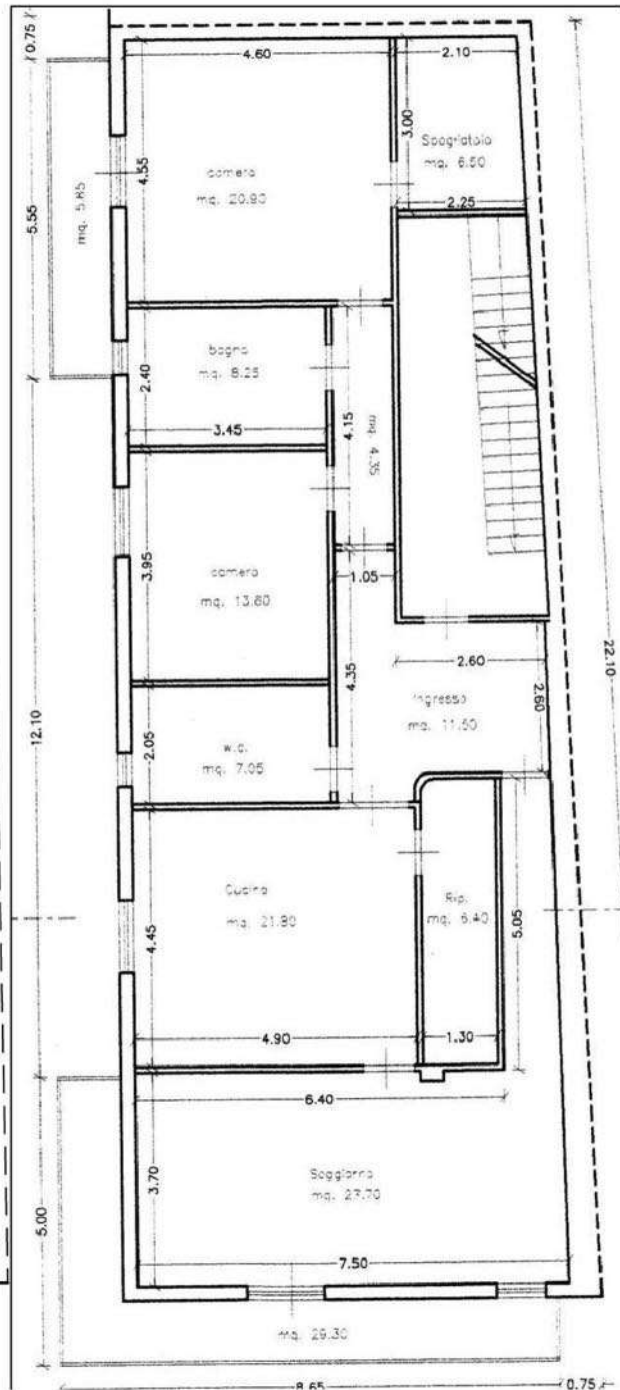 0.75
4.60
2.10
3.00
Spogliatoio
mq. 6.50
2.25
camera
mq. 20.90
4.55
mq. 5.85
5.55
bagno
mq. 8.25
2.40
3.45
4.15
mq. 4.35
3.95
camera
mq. 13.60
1.05
4.35
2.60
2.60
Ingresso
mq. 11.50
22.10
12.10
2.05
w.c.
mq. 7.05
Cucina
mq. 21.80
Rip.
mq. 6.40
4.45
5.05
4.90
1.30
6.40
3.70
Soggiorno
mq.
7.50
5.00
mq. 29.30
8.65
0.75